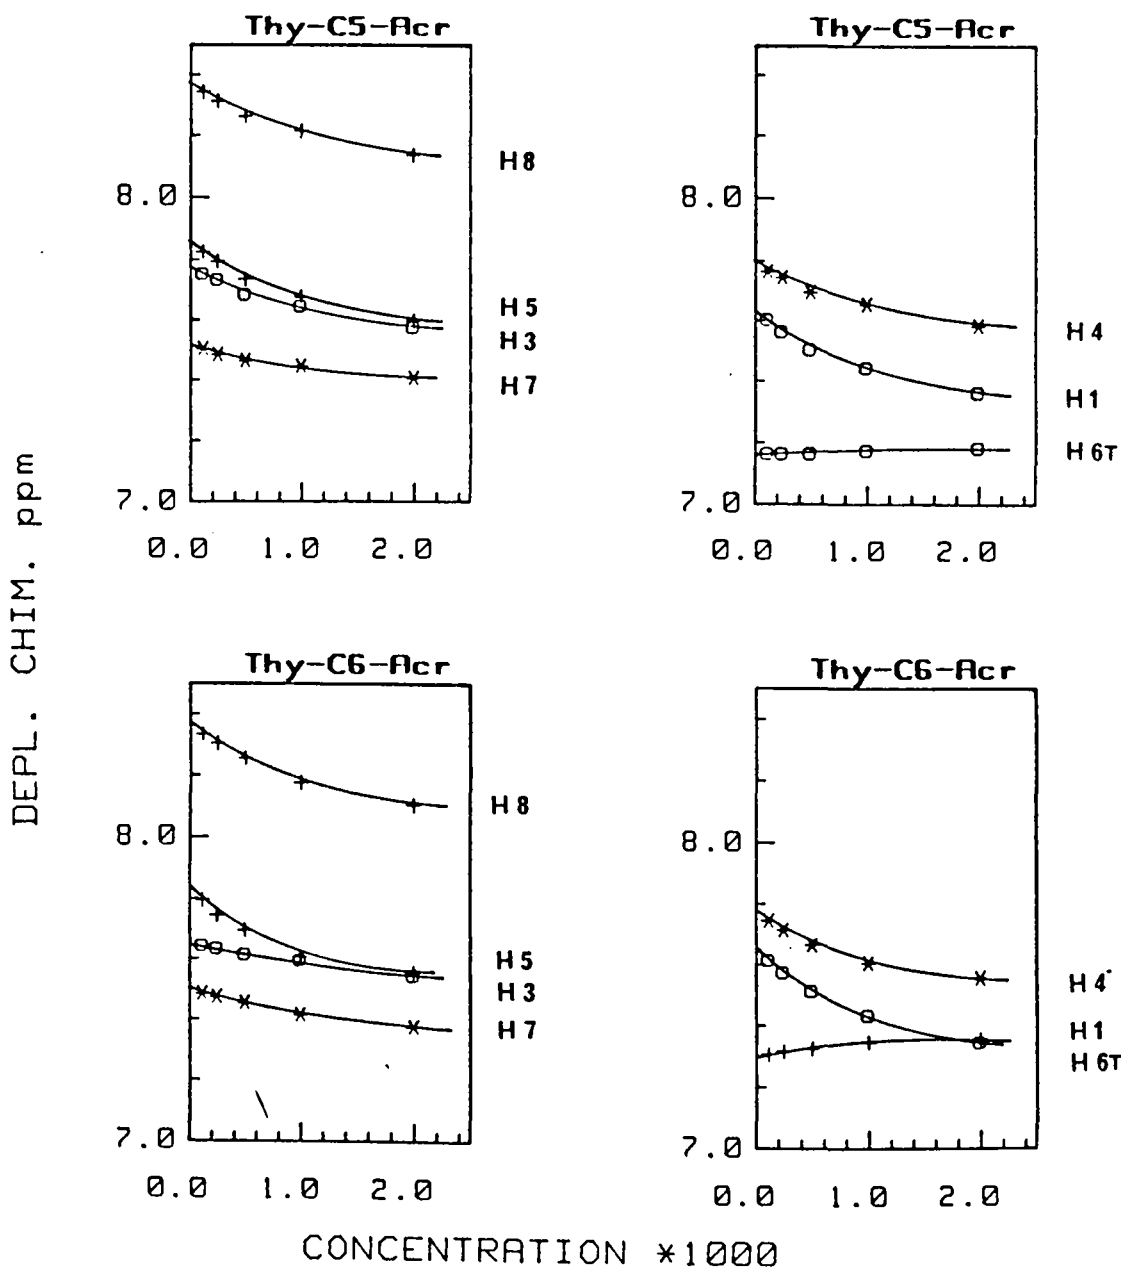 Thy-C5-Acr
8.0
7.0
0.0 1.0 2.0
H8
H5
H3
H7
Thy-C5-Acr
8.0
7.0
0.0 1.0 2.0
H4
H1
H6T
DEPL. CHIM. ppm
Thy-C6-Acr
8.0
7.0
0.0 1.0 2.0
H8
H5
H3
H7
Thy-C6-Acr
8.0
7.0
0.0 1.0 2.0
H4
H1
H6T
CONCENTRATION *1000